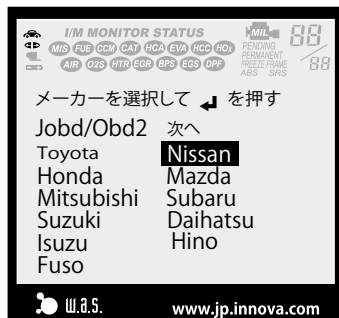 I/M MONITOR STATUS
MIL
88
MIS FUE CCM CAT HCA EVA HCC HOX
PENDING
PERMANENT
FREEZE FRAME
ABS SRS
88
AIR O2S HTR EGR BPS EGS DPF
メーカーを選択して ↲ を押す
Jobd/Obd2 次へ
Toyota Nissan
Honda Mazda
Mitsubishi Subaru
Suzuki Daihatsu
Isuzu Hino
Fuso
w.a.s. www.jp.innova.com